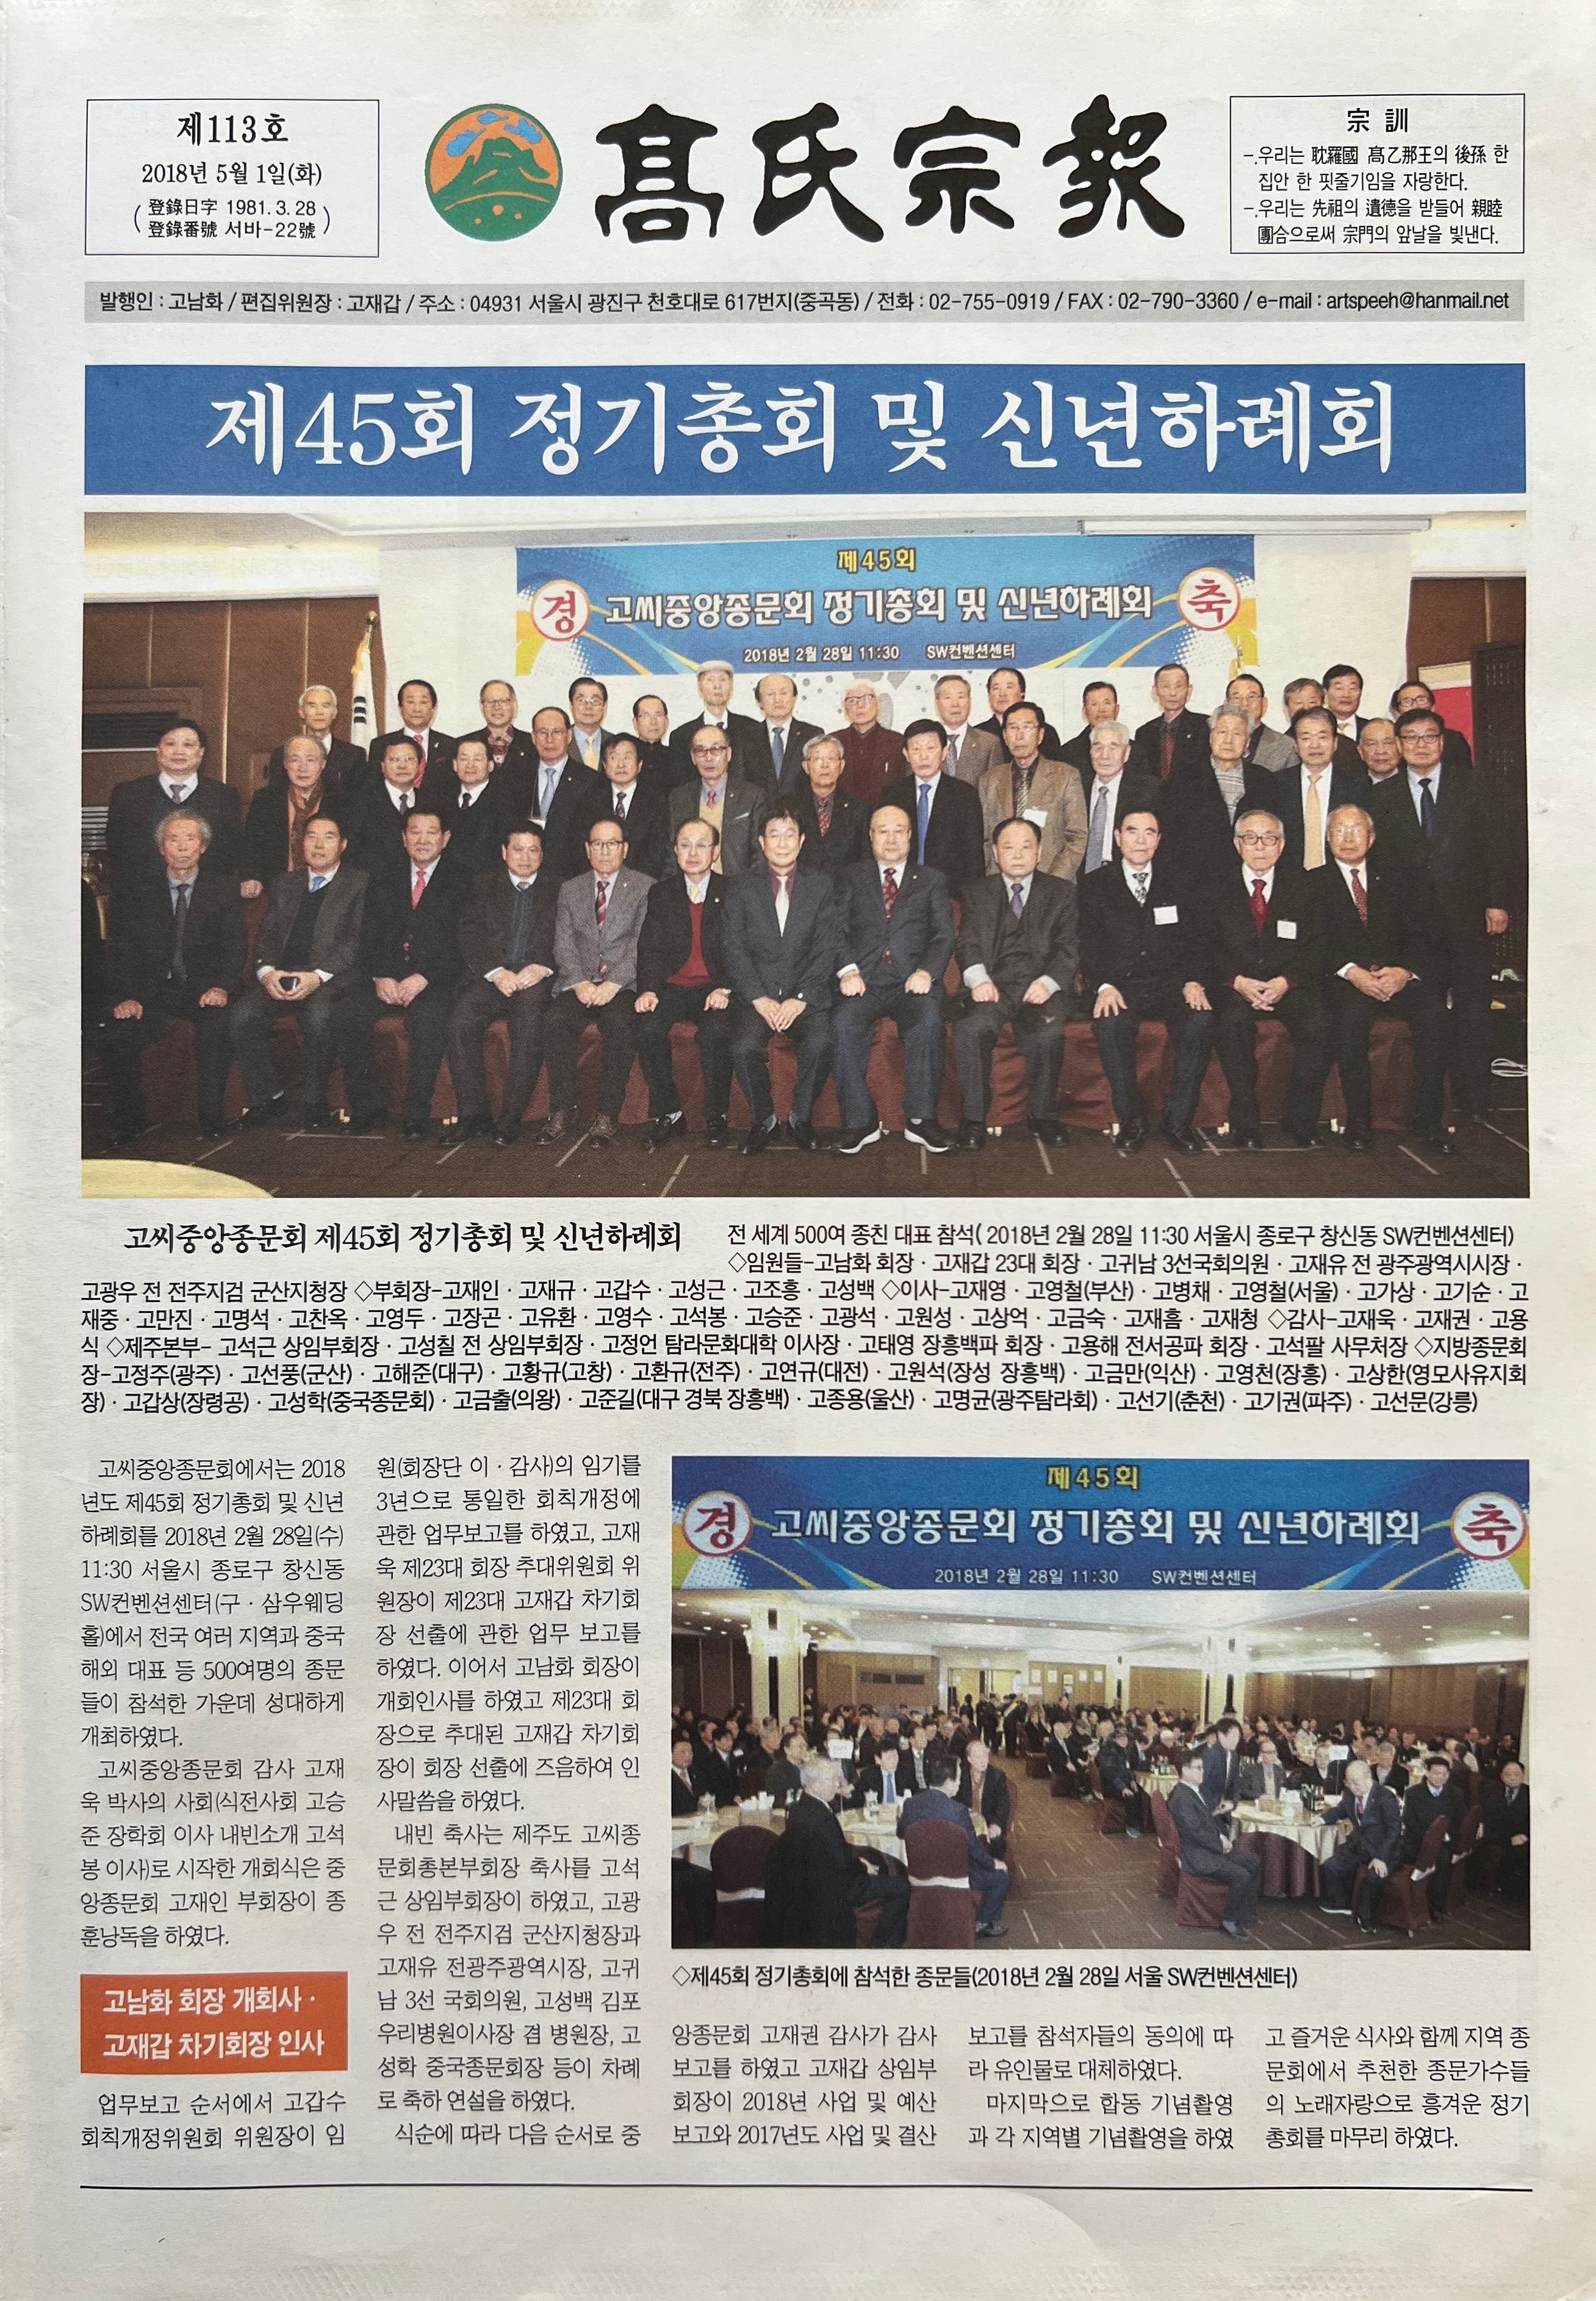 제113호
2018년 5월 1일(화)
登錄日字 1981. 3. 28
登錄番號 서바-22號
髙氏宗報
宗 訓
-.우리는 耽羅國 髙乙那王의 後孫 한
집안 한 핏줄기임을 자랑한다.
-.우리는 先祖의 遺德을 받들어 親睦
團合으로써 宗門의 앞날을 빛낸다.
발행인 : 고남화 / 편집위원장 : 고재갑 / 주소 : 04931 서울시 광진구 천호대로 617번지(중곡동) / 전화 : 02-755-0919 / FAX : 02-790-3360 / e-mail : artspeeh@hanmail.net
제45회 정기총회 및 신년하례회
제45회
경 고씨중앙종문회 정기총회 및 신년하례회 축
2018년 2월 28일 11:30 SW컨벤션센터
고씨중앙종문회 제45회 정기총회 및 신년하례회
전 세계 500여 종친 대표 참석( 2018년 2월 28일 11:30 서울시 종로구 창신동 SW컨벤션센터)
◇임원들-고남화 회장 · 고재갑 23대 회장 · 고귀남 3선국회의원 · 고재유 전 광주광역시시장 ·
고광우 전 전주지검 군산지청장 ◇부회장-고재인 · 고재규 · 고갑수 · 고성근 · 고조흥 · 고성백 ◇이사-고재영 · 고영철(부산) · 고병채 · 고영철(서울) · 고가상 · 고기순 · 고
재중 · 고만진 · 고명석 · 고찬옥 · 고영두 · 고장곤 · 고유환 · 고영수 · 고석봉 · 고승준 · 고광석 · 고원성 · 고상억 · 고금숙 · 고재흠 · 고재청 ◇감사-고재욱 · 고재권 · 고용
식 ◇제주본부- 고석근 상임부회장 · 고성칠 전 상임부회장 · 고정언 탐라문화대학 이사장 · 고태영 장흥백파 회장 · 고용해 전서공파 회장 · 고석팔 사무처장 ◇지방종문회
장-고정주(광주) · 고선풍(군산) · 고해준(대구) · 고황규(고창) · 고환규(전주) · 고연규(대전) · 고원석(장성 장흥백) · 고금만(익산) · 고영천(장흥) · 고상한(영모사유지회
장) · 고갑상(장령공) · 고성학(중국종문회) · 고금출(의왕) · 고준길(대구 경북 장흥백) · 고종용(울산) · 고명균(광주탐라회) · 고선기(춘천) · 고기권(파주) · 고선문(강릉)
고씨중앙종문회에서는 2018
년도 제45회 정기총회 및 신년
하례회를 2018년 2월 28일(수)
11:30 서울시 종로구 창신동
SW컨벤션센터(구 · 삼우웨딩
홀)에서 전국 여러 지역과 중국
해외 대표 등 500여명의 종문
들이 참석한 가운데 성대하게
개최하였다.
고씨중앙종문회 감사 고재
욱 박사의 사회(식전사회 고승
준 장학회 이사 내빈소개 고석
봉 이사)로 시작한 개회식은 중
앙종문회 고재인 부회장이 종
훈낭독을 하였다.
고남화 회장 개회사 ·
고재갑 차기회장 인사
업무보고 순서에서 고갑수
회칙개정위원회 위원장이 임
원(회장단 이 · 감사)의 임기를
3년으로 통일한 회칙개정에
관한 업무보고를 하였고, 고재
욱 제23대 회장 추대위원회 위
원장이 제23대 고재갑 차기회
장 선출에 관한 업무 보고를
하였다. 이어서 고남화 회장이
개회인사를 하였고 제23대 회
장으로 추대된 고재갑 차기회
장이 회장 선출에 즈음하여 인
사말씀을 하였다.
내빈 축사는 제주도 고씨종
문회총본부회장 축사를 고석
근 상임부회장이 하였고, 고광
우 전 전주지검 군산지청장과
고재유 전광주광역시장, 고귀
남 3선 국회의원, 고성백 김포
우리병원이사장 겸 병원장, 고
성학 중국종문회장 등이 차례
로 축하 연설을 하였다.
식순에 따라 다음 순서로 중
제45회
경 고씨중앙종문회 정기총회 및 신년하례회 축
2018년 2월 28일 11:30 SW컨벤션센터
◇제45회 정기총회에 참석한 종문들(2018년 2월 28일 서울 SW컨벤션센터)
앙종문회 고재권 감사가 감사
보고를 하였고 고재갑 상임부
회장이 2018년 사업 및 예산
보고와 2017년도 사업 및 결산
보고를 참석자들의 동의에 따
라 유인물로 대체하였다.
마지막으로 합동 기념촬영
과 각 지역별 기념촬영을 하였
고 즐거운 식사와 함께 지역 종
문회에서 추천한 종문가수들
의 노래자랑으로 흥겨운 정기
총회를 마무리 하였다.